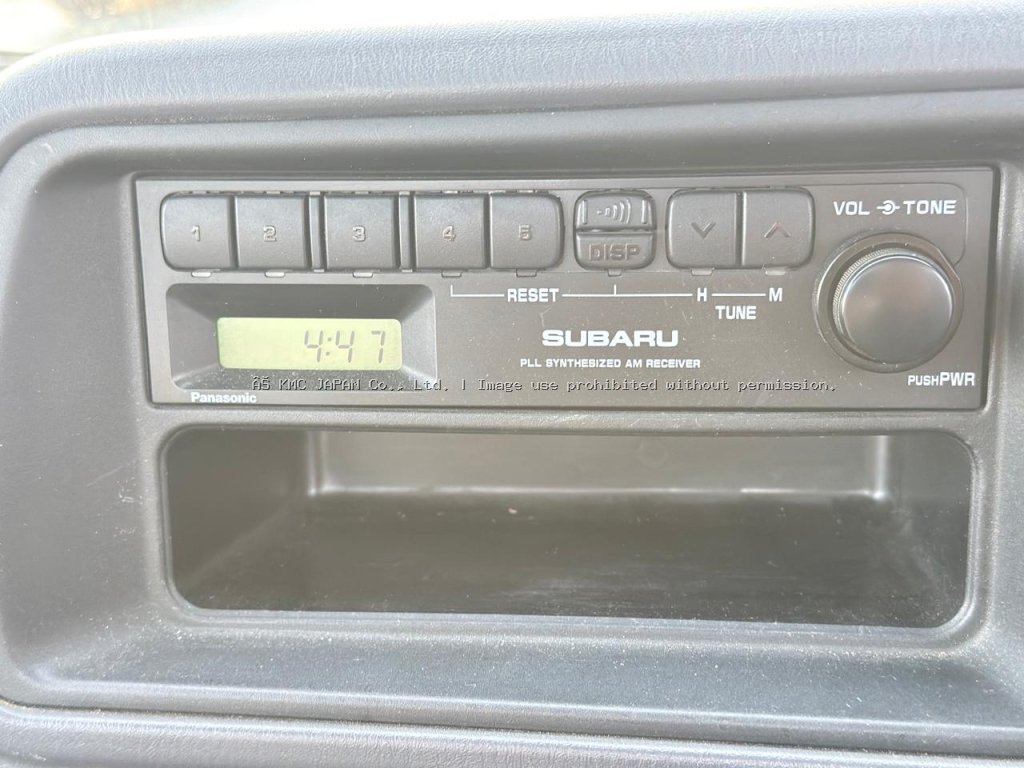 VOL TONE
1 2 3 4 5
DISP
RESET H M
TUNE
4:47
SUBARU
PLL SYNTHESIZED AM RECEIVER
PUSH PWR
AS KMC JAPAN Co., Ltd. | Image use prohibited without permission.
Panasonic